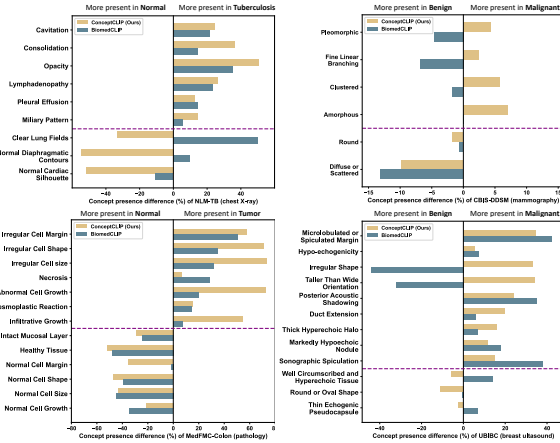 More present in Normal
More present in Tuberculosis
ConceptCLIP (Ours)
BiomedCLIP
Cavitation
Consolidation
Opacity
Lymphadenopathy
Pleural Effusion
Miliary Pattern
Clear Lung Fields
Normal Diaphragmatic
Contours
Normal Cardiac
Silhouette
−40
−20
0
20
40
60
Concept presence difference (%) of NLM-TB (chest X-ray)
More present in Benign
More present in Malignant
ConceptCLIP (Ours)
BiomedCLIP
Pleomorphic
Fine Linear
Branching
Clustered
Amorphous
Round
Diffuse or
Scattered
−15
−10
−5
0
5
10
15
Concept presence difference (%) of CBIS-DDSM (mammography)
More present in Normal
More present in Tumor
ConceptCLIP (Ours)
BiomedCLIP
Irregular Cell Margin
Irregular Cell Shape
Irregular Cell size
Necrosis
Abnormal Cell Growth
Desmoplastic Reaction
Infiltrative Growth
Intact Mucosal Layer
Healthy Tissue
Normal Cell Margin
Normal Cell Shape
Normal Cell Size
Normal Cell Growth
−80
−60
−40
−20
0
20
40
60
80
Concept presence difference (%) of MedFMC-Colon (pathology)
More present in Benign
More present in Malignant
ConceptCLIP (Ours)
BiomedCLIP
Microlobulated or
Spiculated Margin
Hypo-echogenicity
Irregular Shape
Taller Than Wide
Orientation
Posterior Acoustic
Shadowing
Duct Extension
Thick Hyperechoic Halo
Markedly Hypoechoic
Nodule
Sonographic Spiculation
Well Circumscribed and
Hyperechoic Tissue
Round or Oval Shape
Thin Echogenic
Pseudocapsule
−40
−20
0
20
40
Concept presence difference (%) of UBIBC (breast ultrasound)